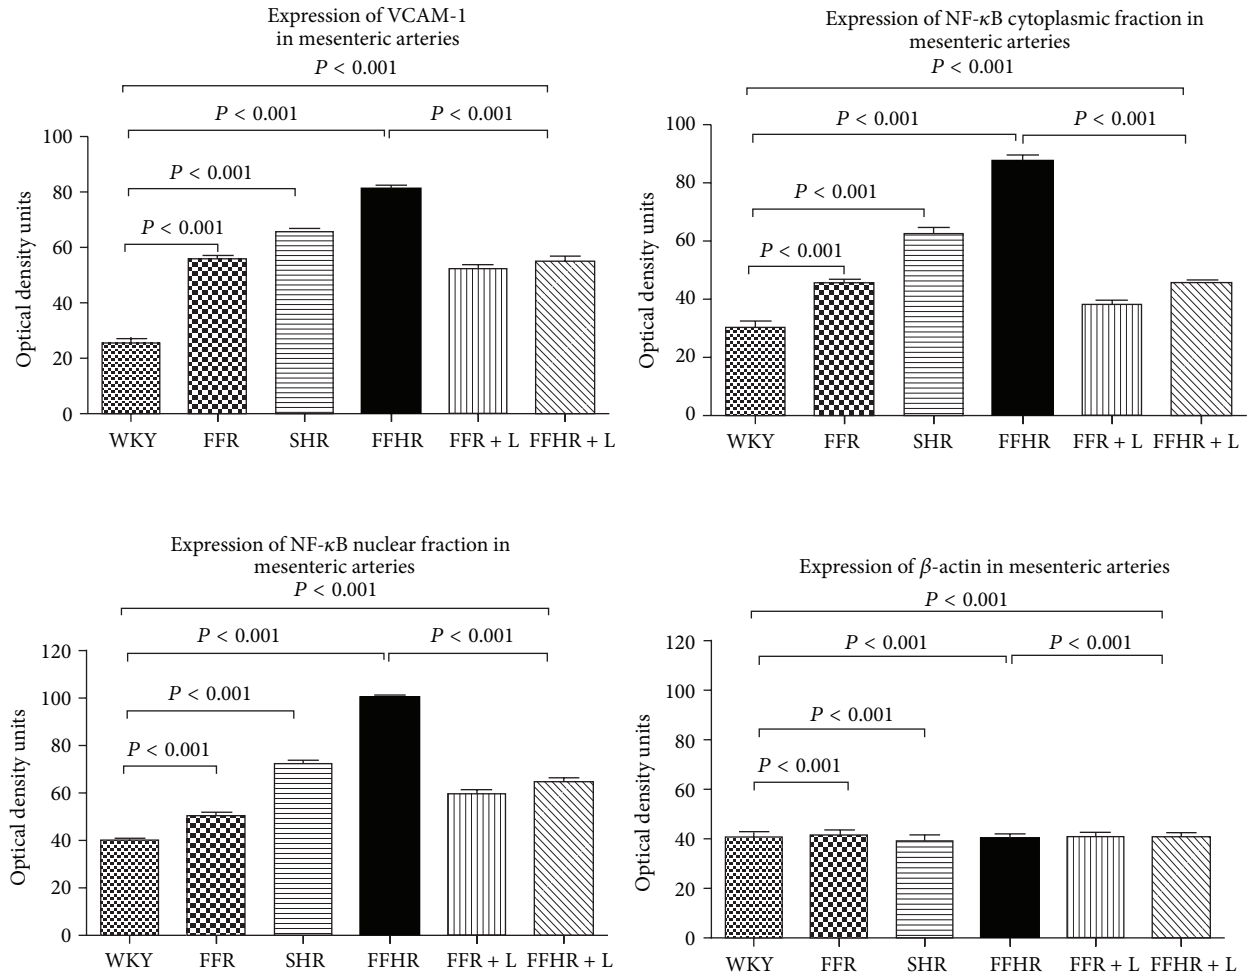 Expression of VCAM-1
in mesenteric arteries
P < 0.001
P < 0.001
P < 0.001
P < 0.001
P < 0.001
Optical density units
100
80
60
40
20
0
WKY
FFR
SHR
FFHR
FFR + L
FFHR + L
Expression of NF-κB cytoplasmic fraction in
mesenteric arteries
P < 0.001
P < 0.001
P < 0.001
P < 0.001
P < 0.001
Optical density units
100
80
60
40
20
0
WKY
FFR
SHR
FFHR
FFR + L
FFHR + L
Expression of NF-κB nuclear fraction in
mesenteric arteries
P < 0.001
P < 0.001
P < 0.001
P < 0.001
P < 0.001
Optical density units
120
100
80
60
40
20
0
WKY
FFR
SHR
FFHR
FFR + L
FFHR + L
Expression of β-actin in mesenteric arteries
P < 0.001
P < 0.001
P < 0.001
P < 0.001
P < 0.001
Optical density units
120
100
80
60
40
20
0
WKY
FFR
SHR
FFHR
FFR + L
FFHR + L